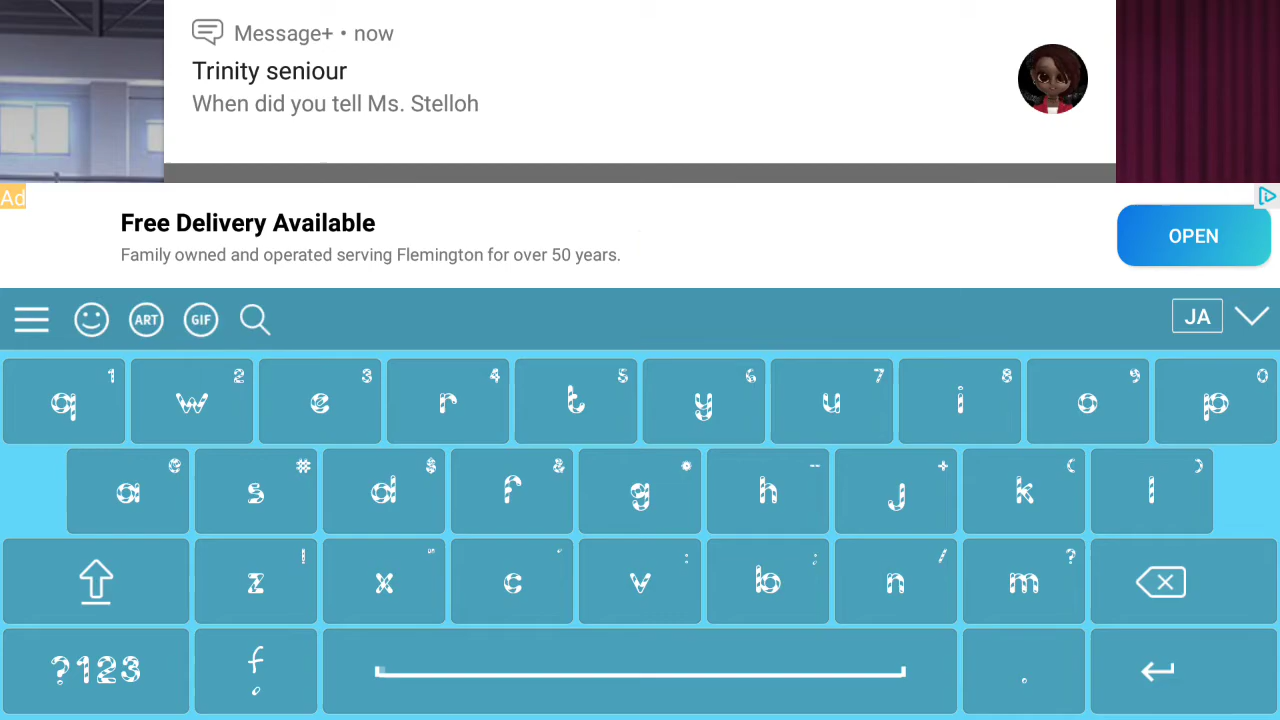 Message+ • now
Trinity seniour
When did you tell Ms. Stelloh
Ad
Free Delivery Available
Family owned and operated serving Flemington for over 50 years.
OPEN
ART GIF JA
q 1 w 2 e 3 r 4 t 5 y 6 u 7 i 8 o 9 p 0
a @ s # d $ f & g * h - j + k ( l )
z ! x " c ' v : b ; n / m ?
?123 f , .